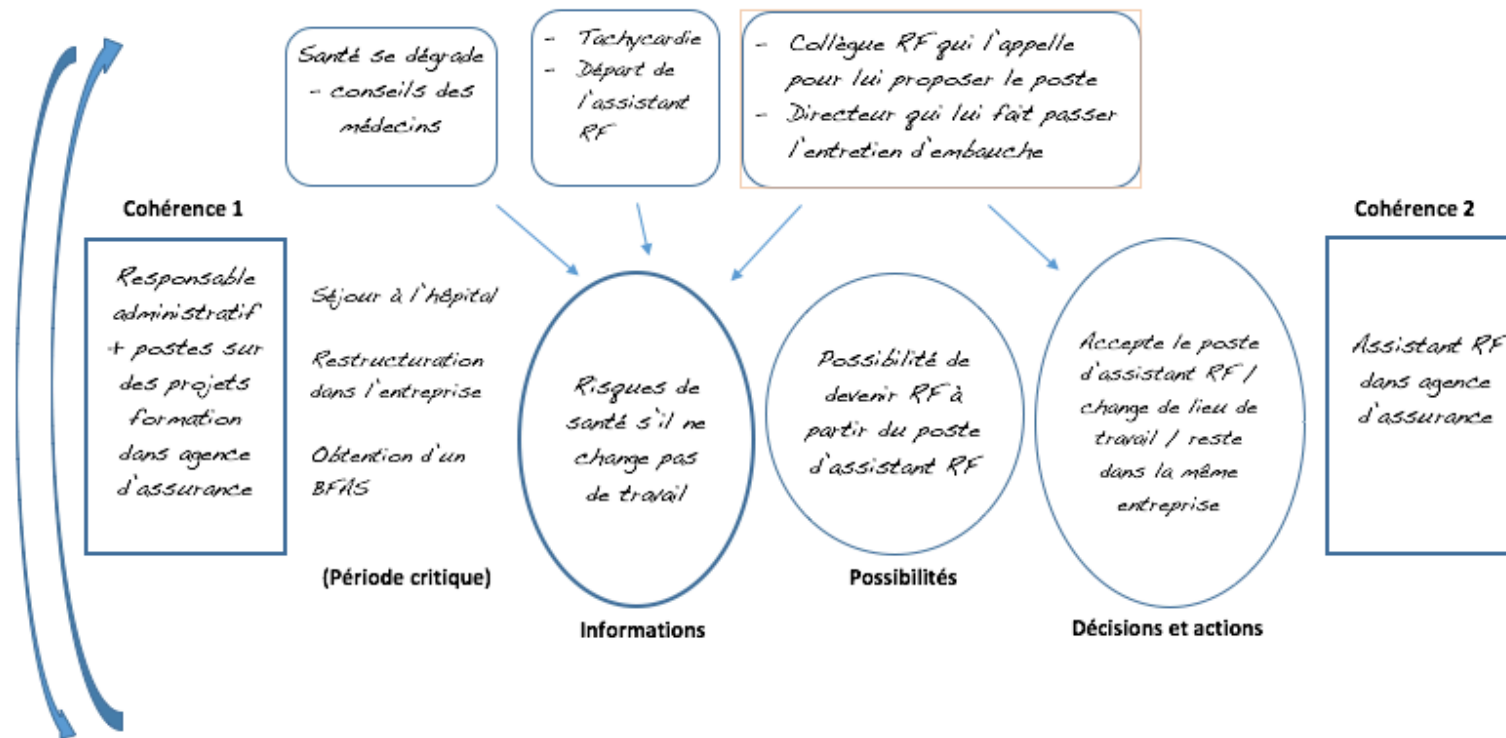 Santé se dégrade
- conseils des
médecins
- Tachycardie
- Départ de
l'assistant
RF
- Collègue RF qui l'appelle
pour lui proposer le poste
- Directeur qui lui fait passer
l'entretien d'embauche
Cohérence 1
Responsable
administratif
+ postes sur
des projets
formation
dans agence
d'assurance
Séjour à l'hôpital
Restructuration
dans l'entreprise
Obtention d'un
BFAS
(Période critique)
Risques de
santé s'il ne
change pas
de travail
Informations
Possibilité de
devenir RF à
partir du poste
d'assistant RF
Possibilités
Accepte le poste
d'assistant RF /
change de lieu de
travail / reste
dans la même
entreprise
Décisions et actions
Cohérence 2
Assistant RF
dans agence
d'assurance